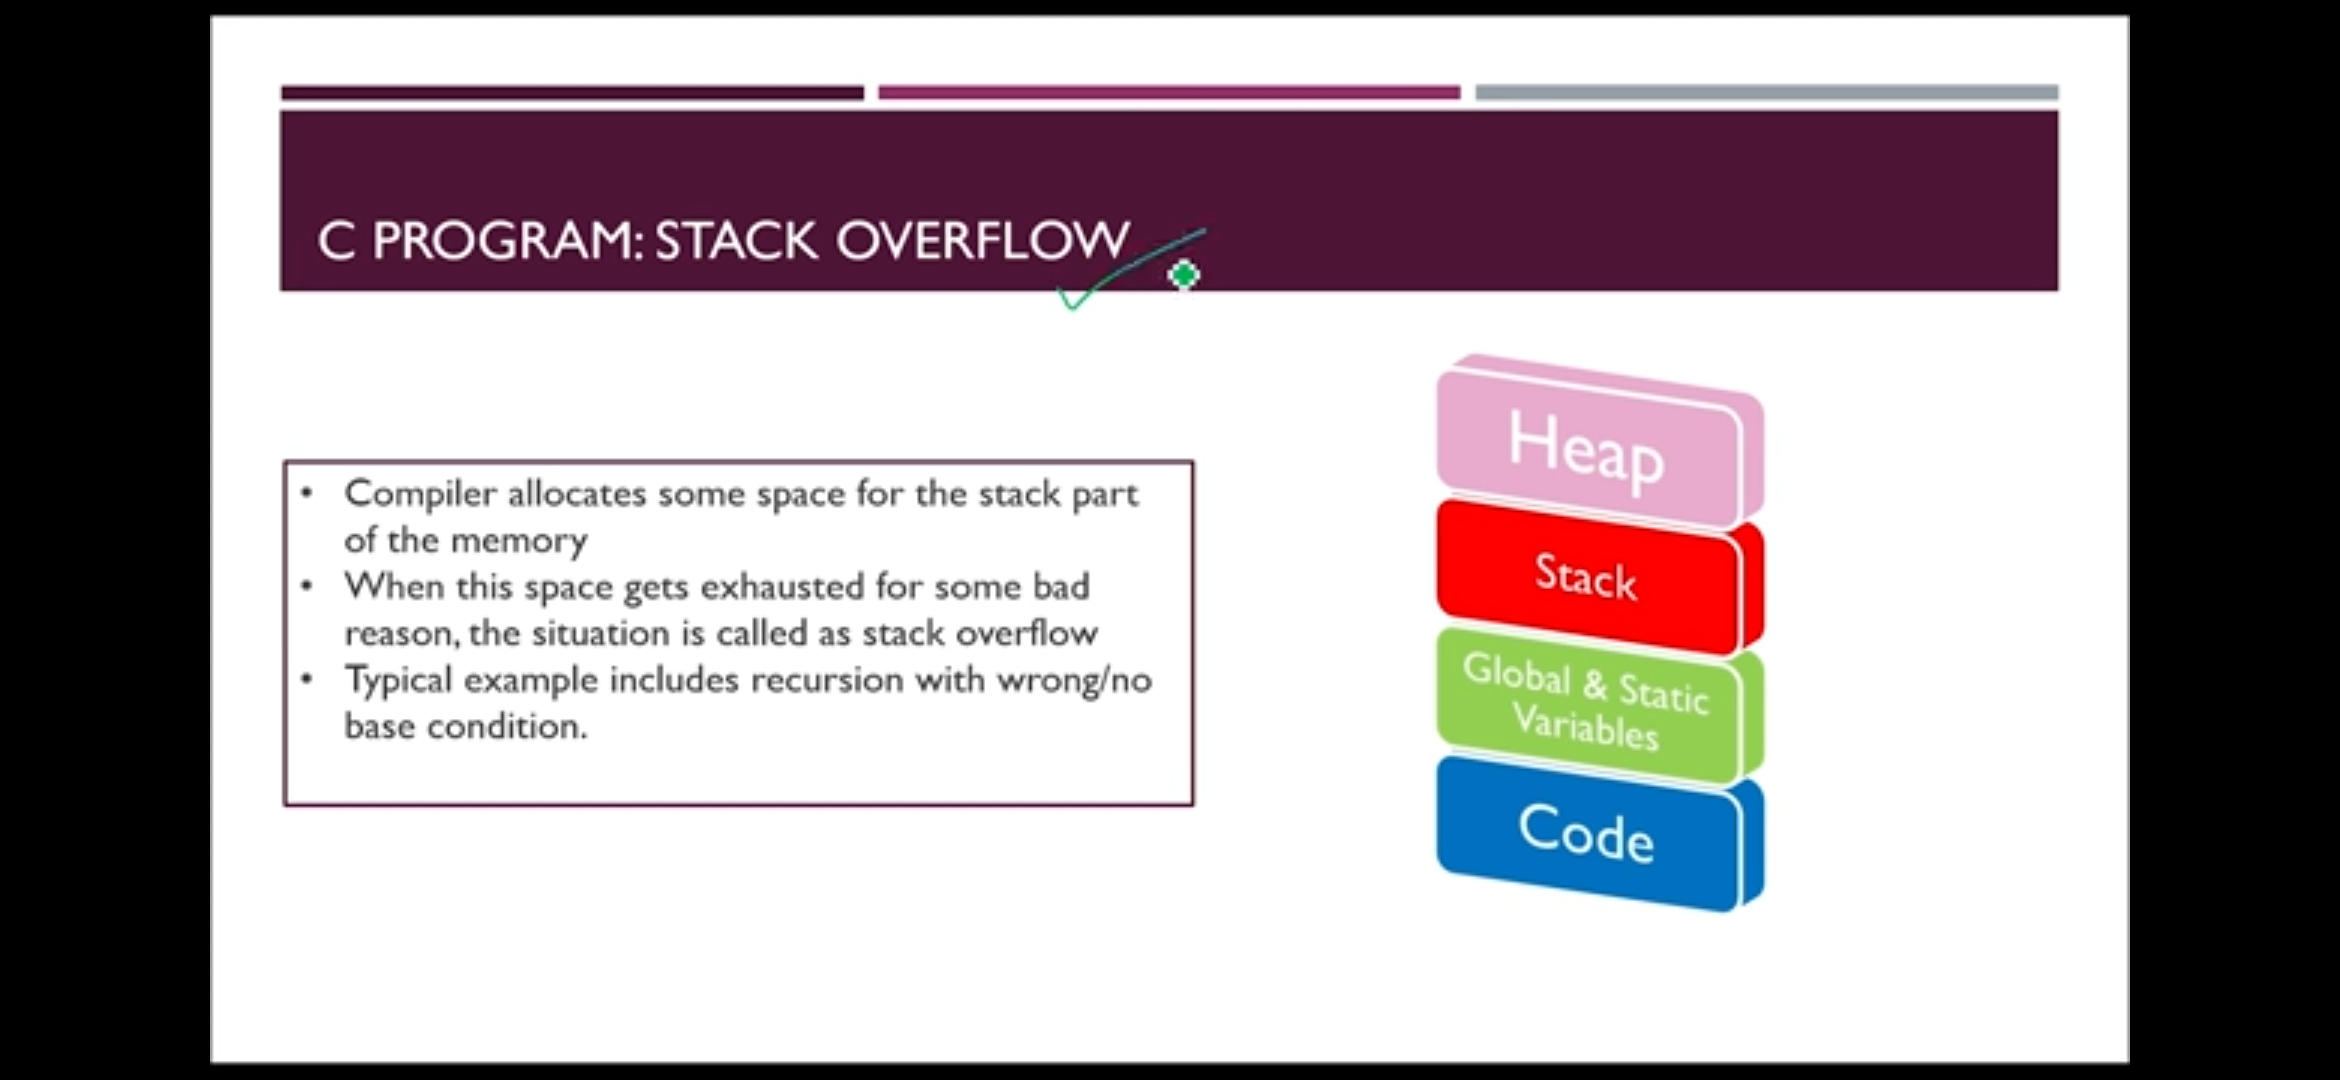 C PROGRAM: STACK OVERFLOW
• Compiler allocates some space for the stack part
of the memory
• When this space gets exhausted for some bad
reason, the situation is called as stack overflow
• Typical example includes recursion with wrong/no
base condition.
Heap
Stack
Global & Static
Variables
Code